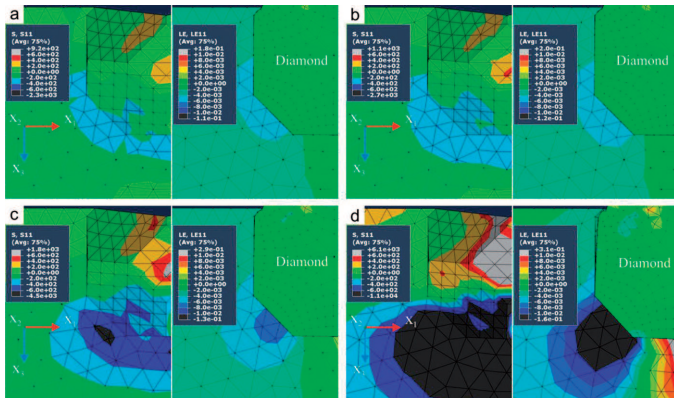 a
S, S11
(Avg: 75%)
+9.2e+02
+6.0e+02
+4.0e+02
+2.0e+02
+0.0e+00
-2.0e+02
-4.0e+02
-6.0e+02
-2.3e+03
LE, LE11
(Avg: 75%)
+1.8e-01
+1.0e-02
+8.0e-03
+6.0e-03
+4.0e-03
+2.0e-03
+0.0e+00
-2.0e-03
-4.0e-03
-6.0e-03
-8.0e-03
-1.0e-02
-1.1e-01
Diamond
X2
X1
X3
b
S, S11
(Avg: 75%)
+1.1e+03
+6.0e+02
+4.0e+02
+2.0e+02
+0.0e+00
-2.0e+02
-4.0e+02
-6.0e+02
-2.7e+03
LE, LE11
(Avg: 75%)
+2.0e-01
+1.0e-02
+8.0e-03
+6.0e-03
+4.0e-03
+2.0e-03
+0.0e+00
-2.0e-03
-4.0e-03
-6.0e-03
-8.0e-03
-1.0e-02
-1.2e-01
Diamond
X2
X1
X3
c
S, S11
(Avg: 75%)
+1.8e+03
+6.0e+02
+4.0e+02
+2.0e+02
+0.0e+00
-2.0e+02
-4.0e+02
-6.0e+02
-4.5e+03
LE, LE11
(Avg: 75%)
+2.9e-01
+1.0e-02
+8.0e-03
+6.0e-03
+4.0e-03
+2.0e-03
+0.0e+00
-2.0e-03
-4.0e-03
-6.0e-03
-8.0e-03
-1.0e-02
-1.3e-01
Diamond
X2
X
X3
d
S, S11
(Avg: 75%)
+6.1e+03
+6.0e+02
+4.0e+02
+2.0e+02
+0.0e+00
-2.0e+02
-4.0e+02
-6.0e+02
-1.1e+04
LE, LE11
(Avg: 75%)
+3.1e-01
+1.0e-02
+8.0e-03
+6.0e-03
+4.0e-03
+2.0e-03
+0.0e+00
-2.0e-03
-4.0e-03
-6.0e-03
-8.0e-03
-1.0e-02
-1.6e-01
Diamond
X2
X1